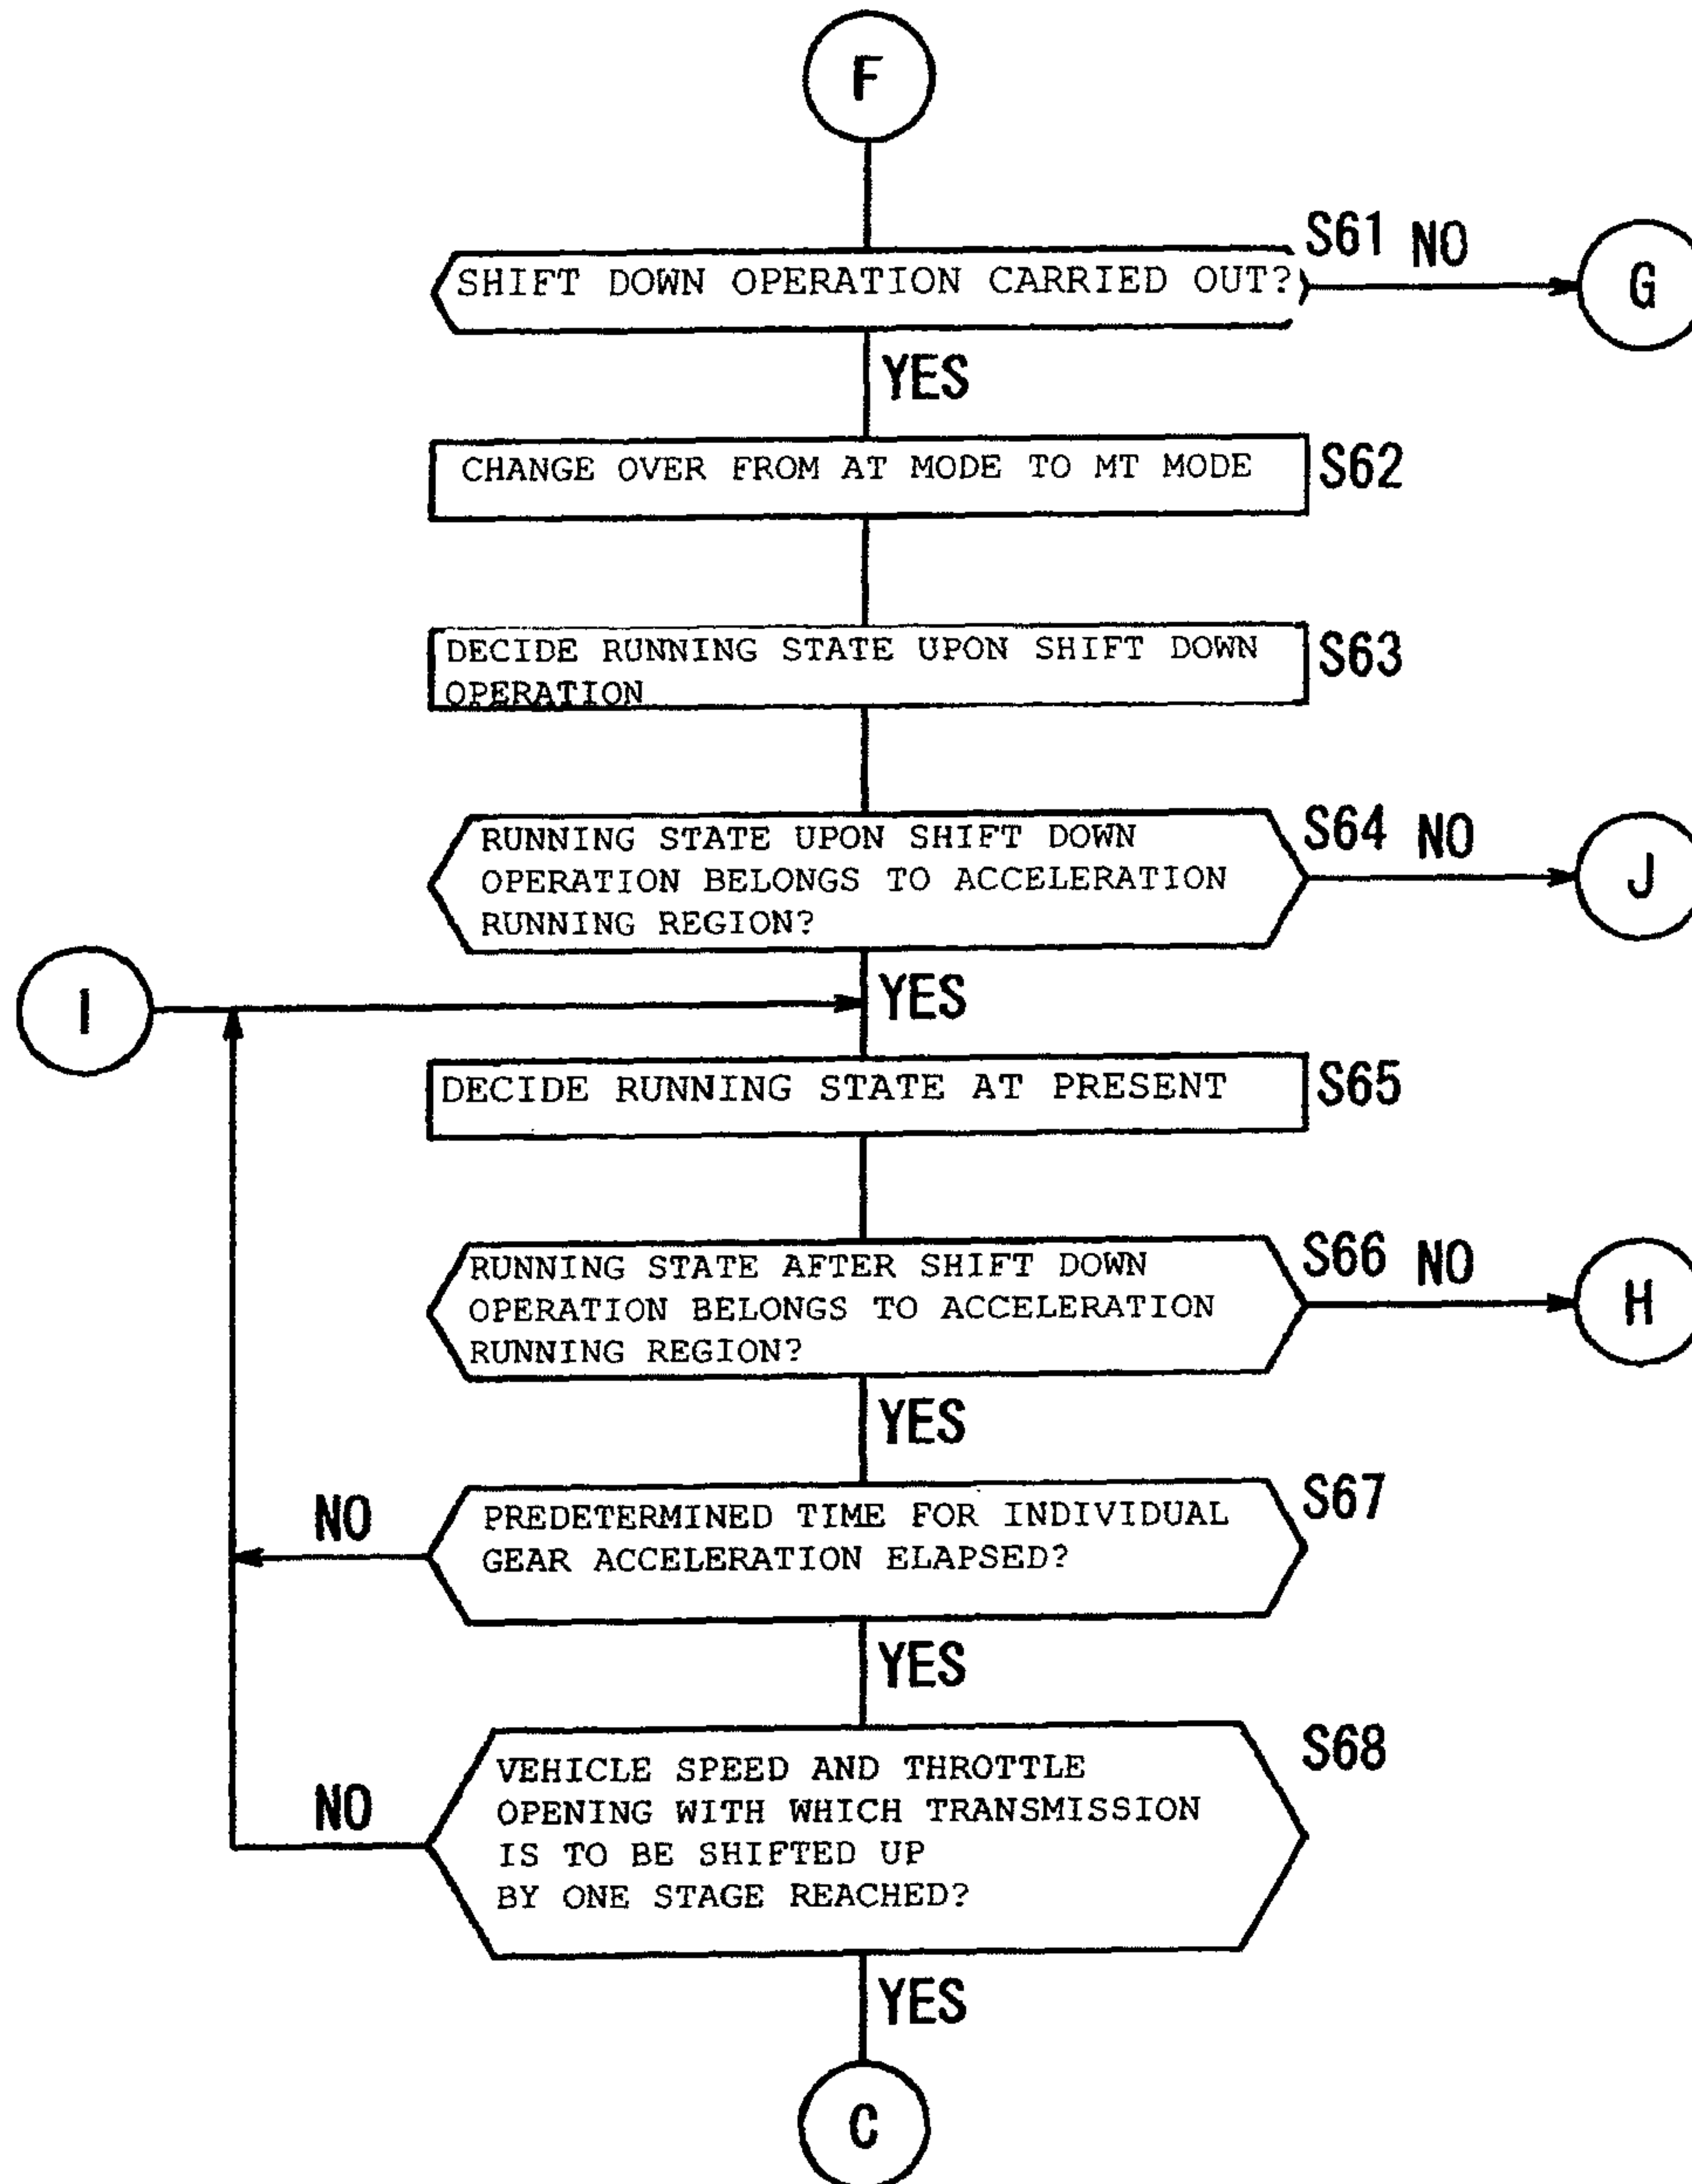 F
S61 NO
SHIFT DOWN OPERATION CARRIED OUT?
G
YES
CHANGE OVER FROM AT MODE TO MT MODE
S62
DECIDE RUNNING STATE UPON SHIFT DOWN
OPERATION
S63
RUNNING STATE UPON SHIFT DOWN
OPERATION BELONGS TO ACCELERATION
RUNNING REGION?
S64 NO
J
I
YES
DECIDE RUNNING STATE AT PRESENT
S65
RUNNING STATE AFTER SHIFT DOWN
OPERATION BELONGS TO ACCELERATION
RUNNING REGION?
S66 NO
H
YES
NO
PREDETERMINED TIME FOR INDIVIDUAL
GEAR ACCELERATION ELAPSED?
S67
YES
NO
VEHICLE SPEED AND THROTTLE
OPENING WITH WHICH TRANSMISSION
IS TO BE SHIFTED UP
BY ONE STAGE REACHED?
S68
YES
C